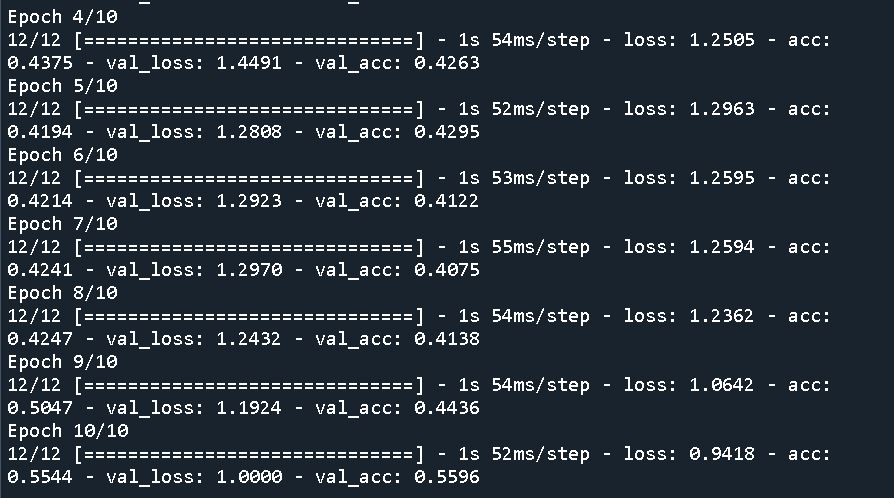 Epoch 4/10
12/12 [==============================] - 1s 54ms/step - loss: 1.2505 - acc:
0.4375 - val_loss: 1.4491 - val_acc: 0.4263
Epoch 5/10
12/12 [==============================] - 1s 52ms/step - loss: 1.2963 - acc:
0.4194 - val_loss: 1.2808 - val_acc: 0.4295
Epoch 6/10
12/12 [==============================] - 1s 53ms/step - loss: 1.2595 - acc:
0.4214 - val_loss: 1.2923 - val_acc: 0.4122
Epoch 7/10
12/12 [==============================] - 1s 55ms/step - loss: 1.2594 - acc:
0.4241 - val_loss: 1.2970 - val_acc: 0.4075
Epoch 8/10
12/12 [==============================] - 1s 54ms/step - loss: 1.2362 - acc:
0.4247 - val_loss: 1.2432 - val_acc: 0.4138
Epoch 9/10
12/12 [==============================] - 1s 54ms/step - loss: 1.0642 - acc:
0.5047 - val_loss: 1.1924 - val_acc: 0.4436
Epoch 10/10
12/12 [==============================] - 1s 52ms/step - loss: 0.9418 - acc:
0.5544 - val_loss: 1.0000 - val_acc: 0.5596